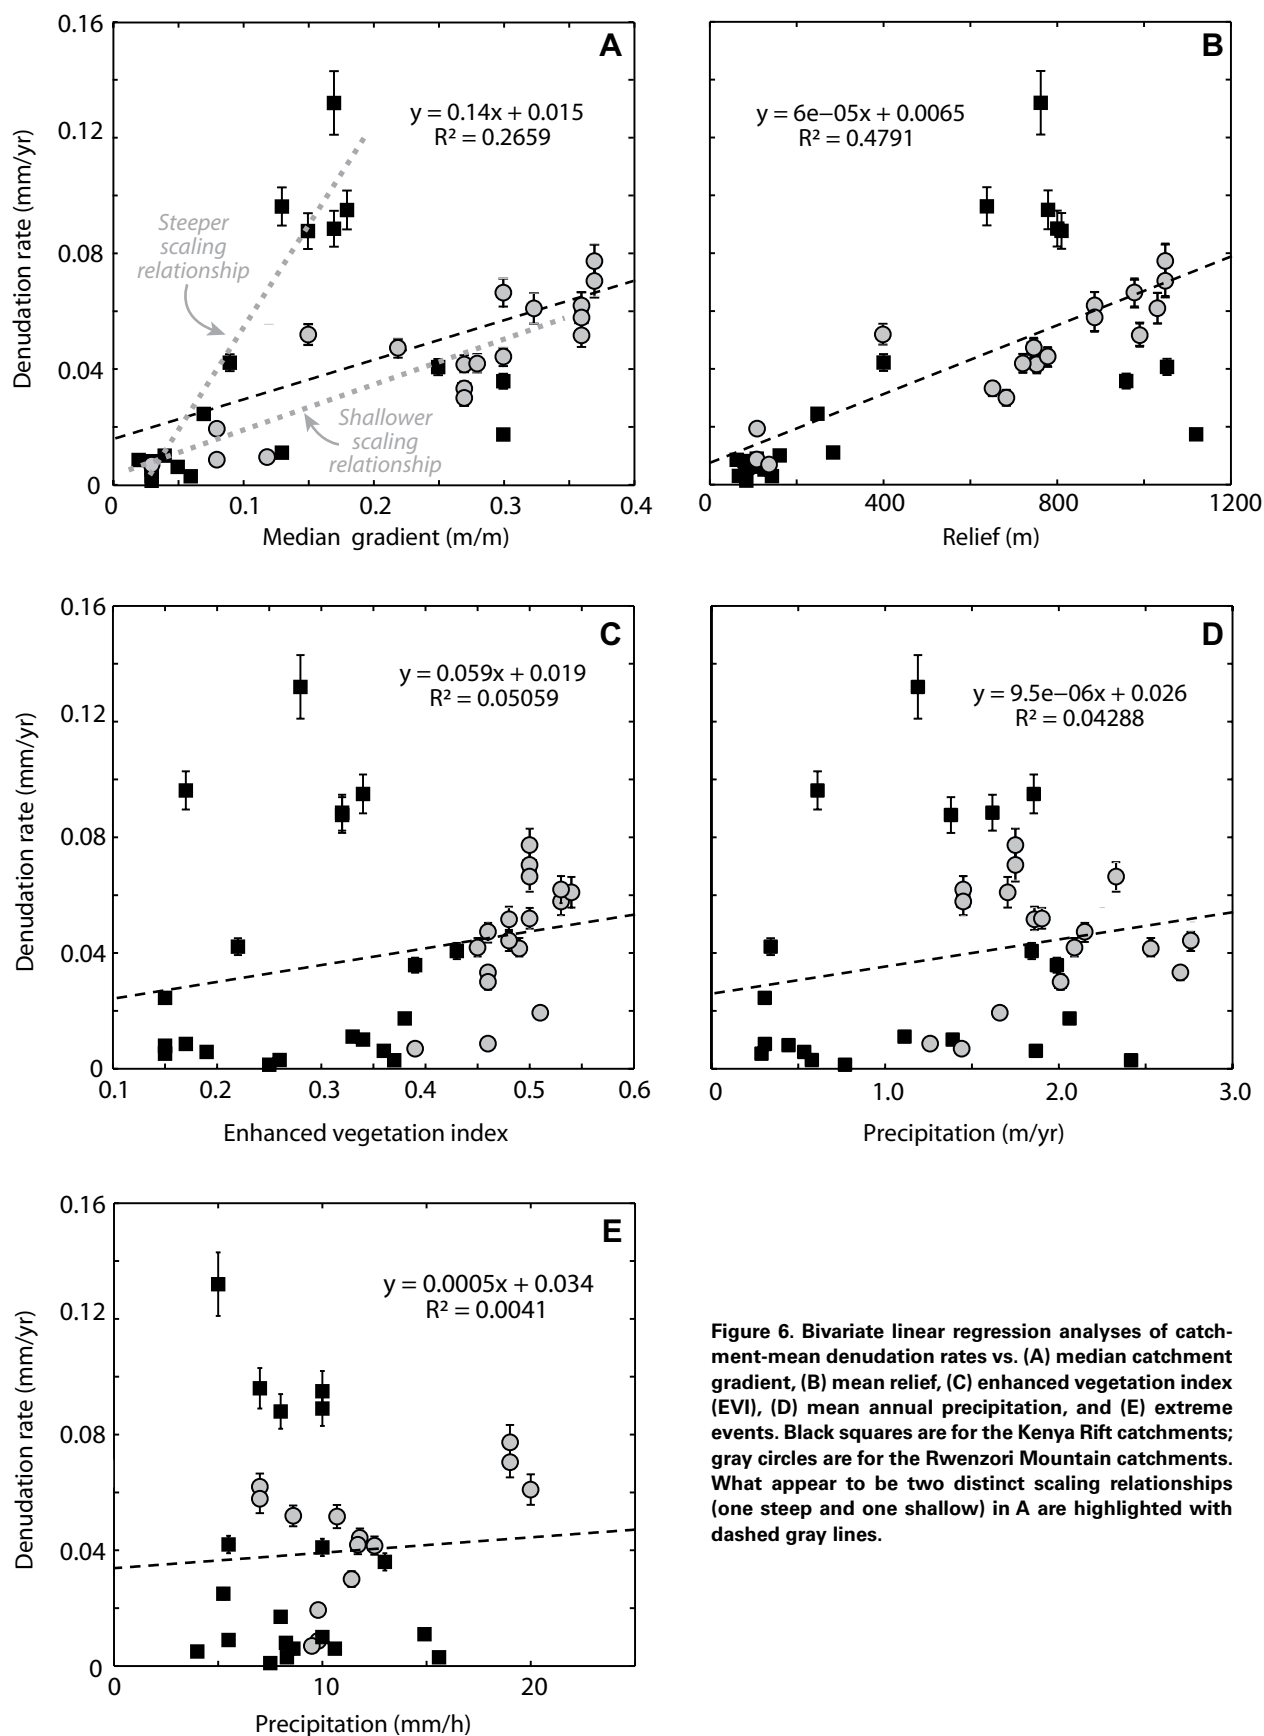 0.16
0.12
0.08
0.04
0
Denudation rate (mm/yr)
A
y = 0.14x + 0.015
R² = 0.2659
Steeper
scaling
relationship
Shallower
scaling
relationship
0 0.1 0.2 0.3 0.4
Median gradient (m/m)
B
y = 6e−05x + 0.0065
R² = 0.4791
0 400 800 1200
Relief (m)
0.16
0.12
0.08
0.04
0
Denudation rate (mm/yr)
C
y = 0.059x + 0.019
R² = 0.05059
0.1 0.2 0.3 0.4 0.5 0.6
Enhanced vegetation index
D
y = 9.5e−06x + 0.026
R² = 0.04288
0 1.0 2.0 3.0
Precipitation (m/yr)
0.16
0.12
0.08
0.04
0
Denudation rate (mm/yr)
E
y = 0.0005x + 0.034
R² = 0.0041
0 10 20
Precipitation (mm/h)
Figure 6. Bivariate linear regression analyses of catch-
ment-mean denudation rates vs. (A) median catchment
gradient, (B) mean relief, (C) enhanced vegetation index
(EVI), (D) mean annual precipitation, and (E) extreme
events. Black squares are for the Kenya Rift catchments;
gray circles are for the Rwenzori Mountain catchments.
What appear to be two distinct scaling relationships
(one steep and one shallow) in A are highlighted with
dashed gray lines.